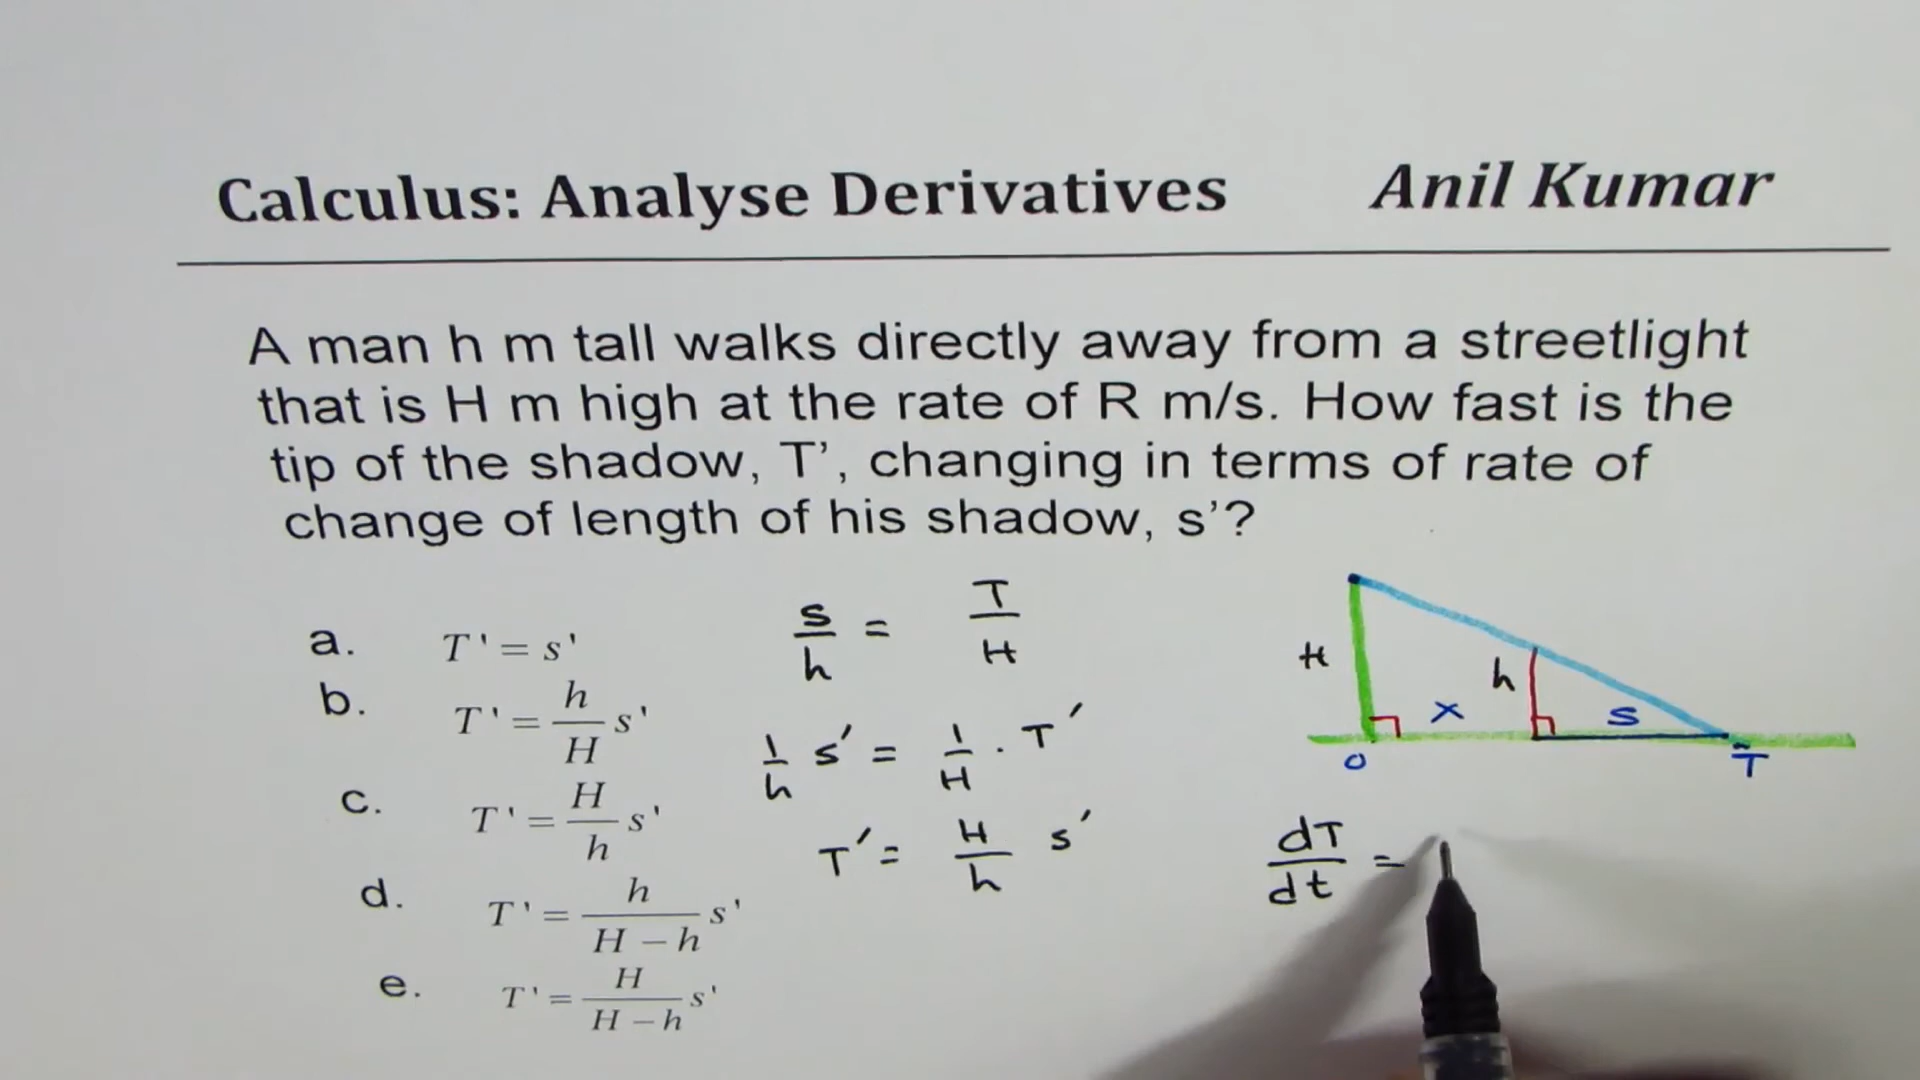 Calculus: Analyse Derivatives Anil Kumar
A man h m tall walks directly away from a streetlight
that is H m high at the rate of R m/s. How fast is the
tip of the shadow, T’, changing in terms of rate of
change of length of his shadow, s’?
a. T ' = s '
b. T ' = h/H s '
c. T ' = H/h s '
d. T ' = h/(H – h) s '
e. T ' = H/(H – h) s '
s/h = T/H
1/h s′ = 1/H · T′
T′ = H/h s′
H h x s
O T
dT/dt =